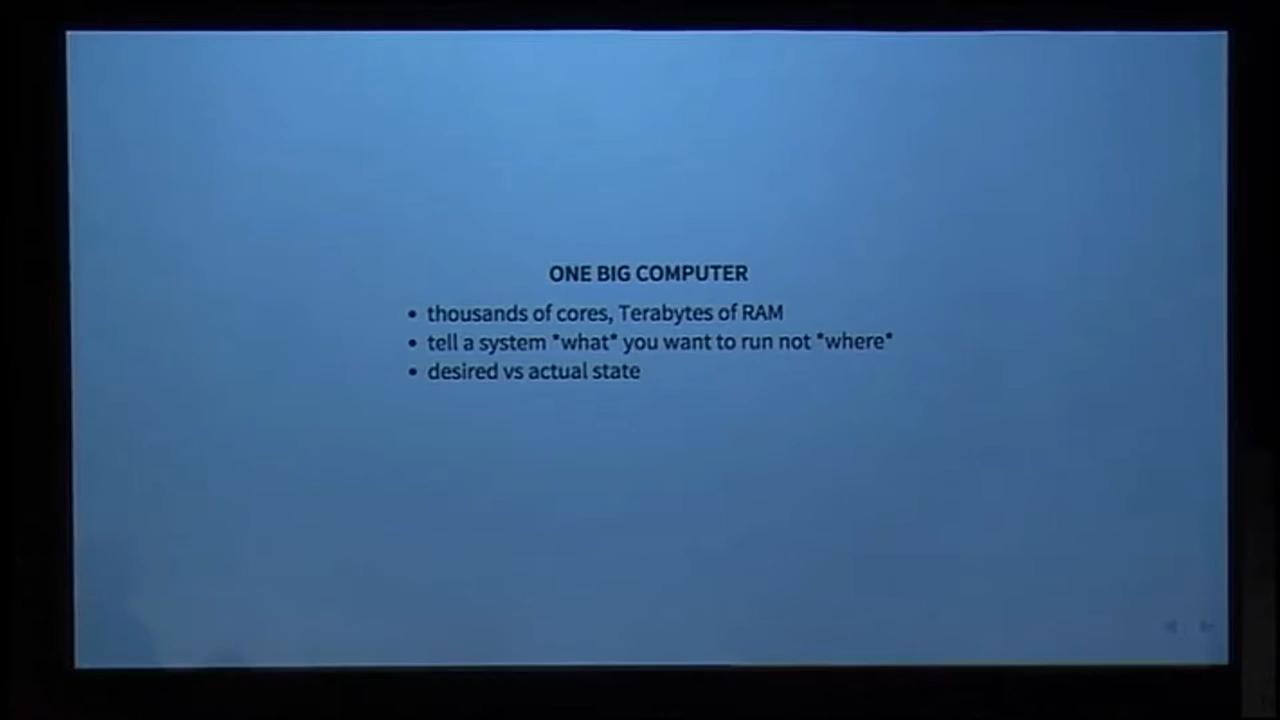 ONE BIG COMPUTER
• thousands of cores, Terabytes of RAM
• tell a system *what* you want to run not *where*
• desired vs actual state